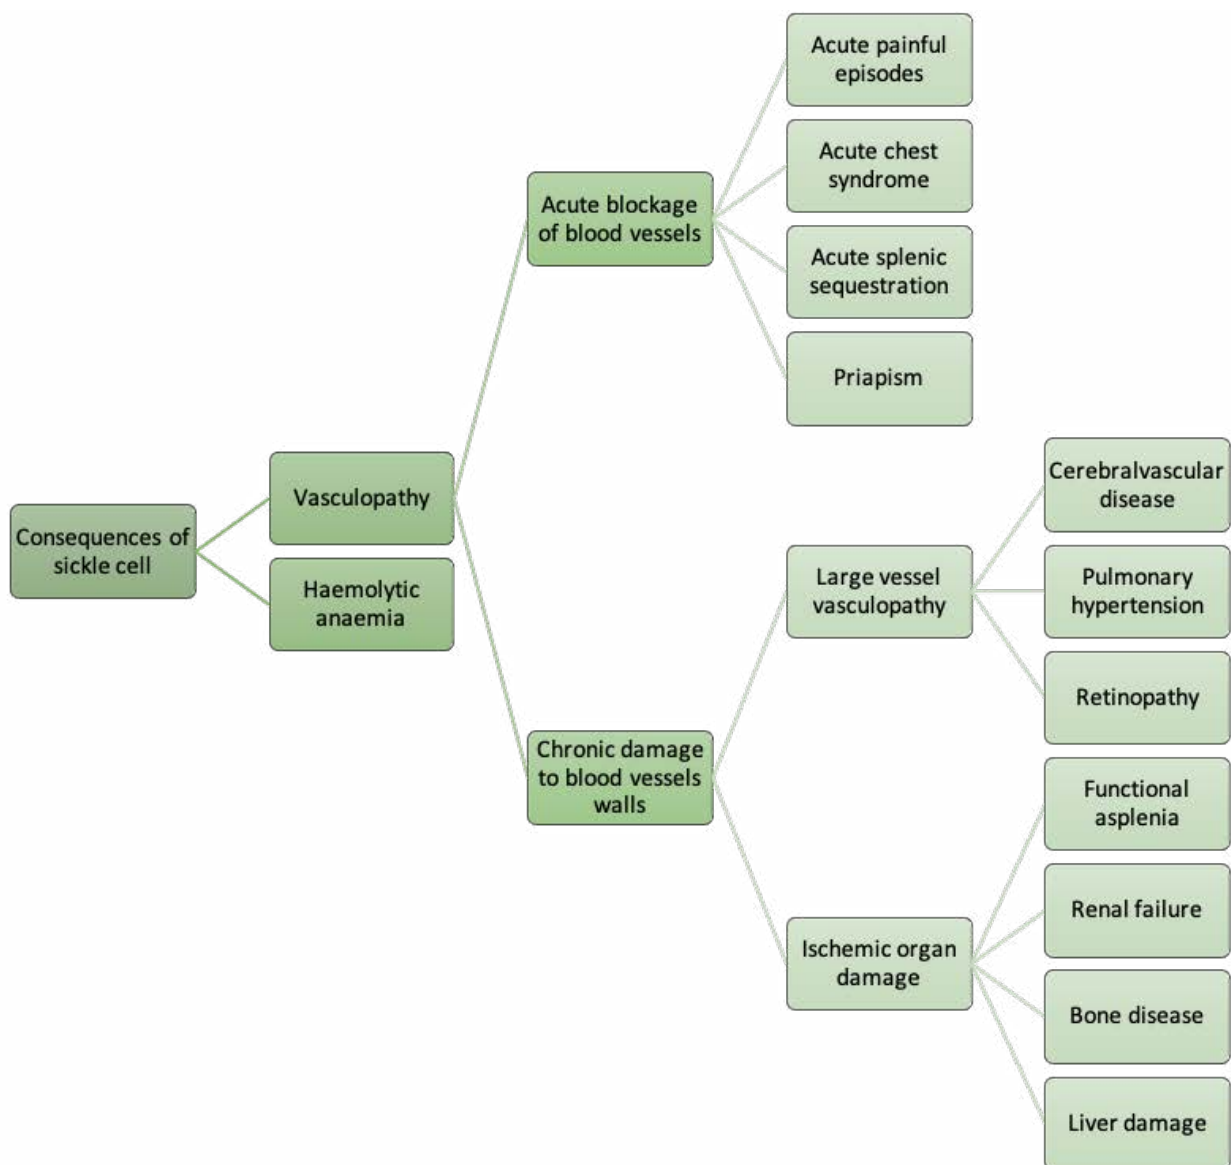 Consequences of
sickle cell
Vasculopathy
Haemolytic
anaemia
Acute blockage
of blood vessels
Chronic damage
to blood vessels
walls
Acute painful
episodes
Acute chest
syndrome
Acute splenic
sequestration
Priapism
Large vessel
vasculopathy
Ischemic organ
damage
Cerebralvascular
disease
Pulmonary
hypertension
Retinopathy
Functional
asplenia
Renal failure
Bone disease
Liver damage